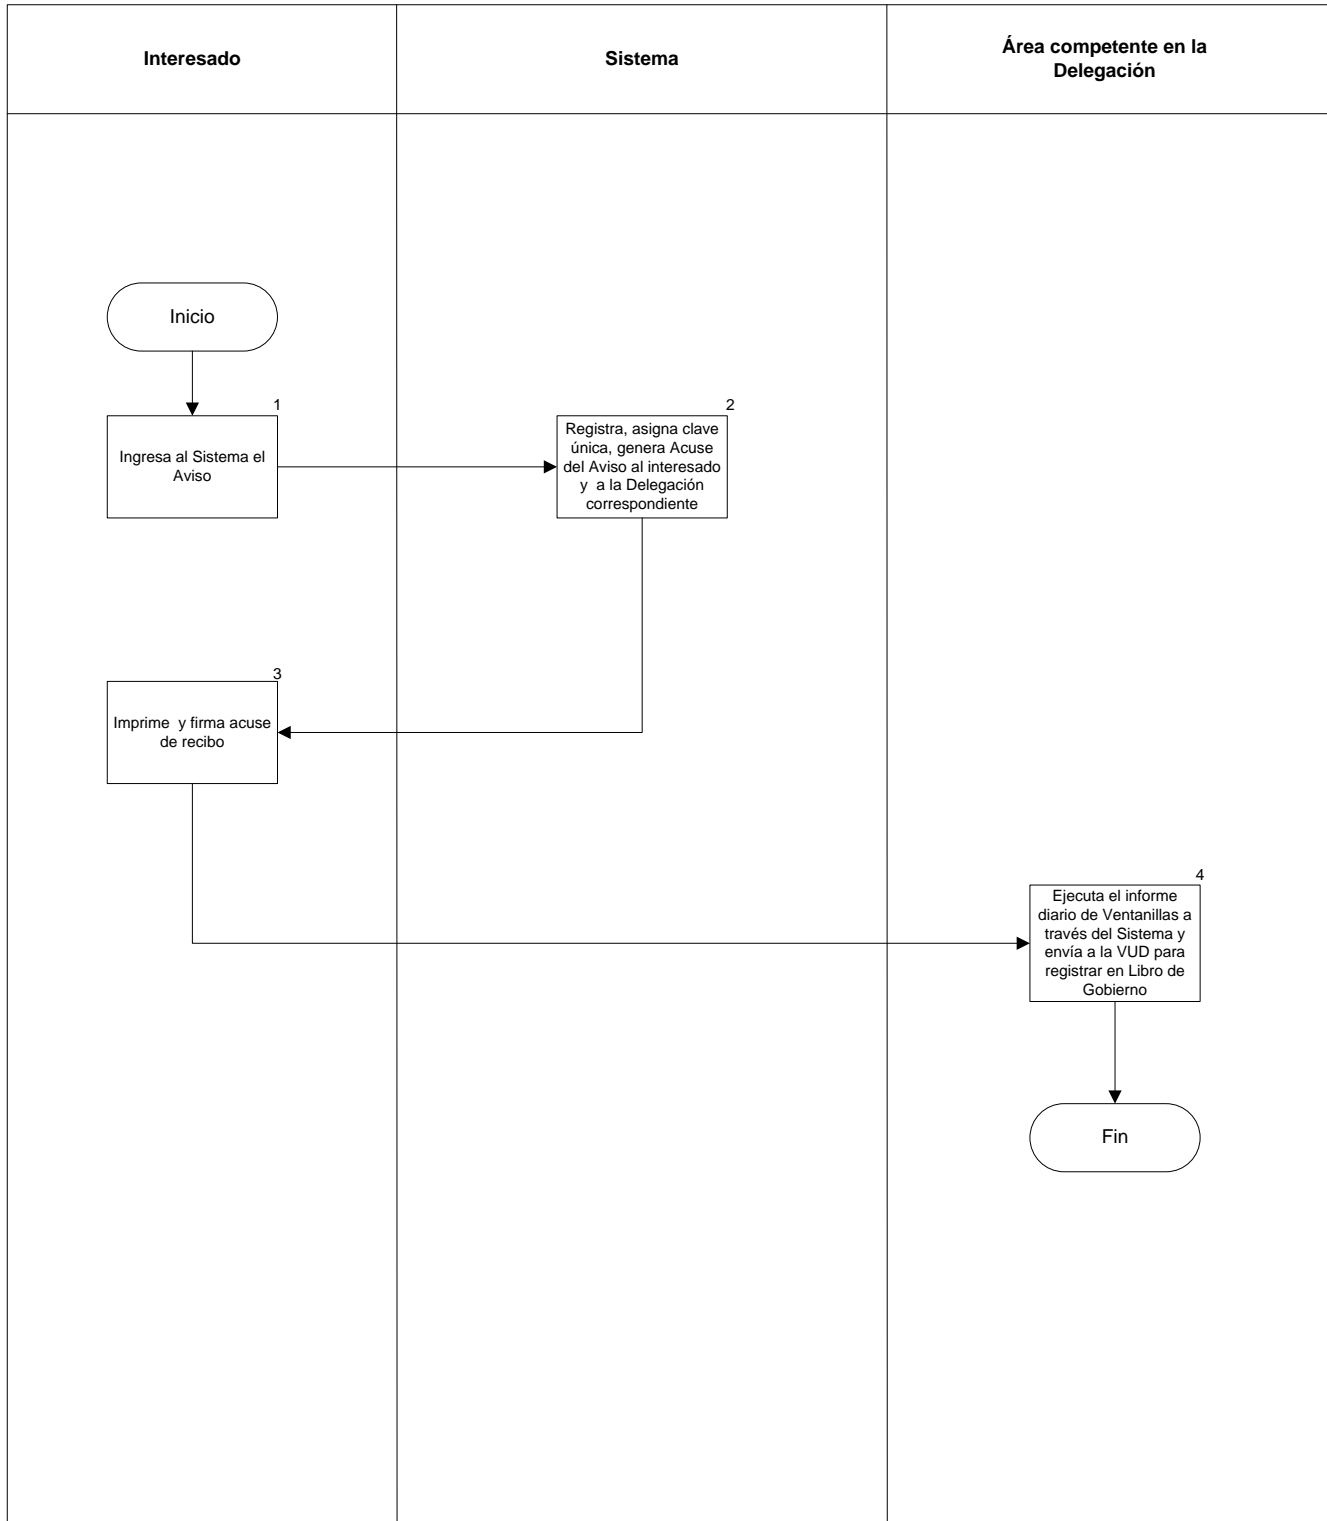 Interesado
Sistema
Área competente en la
Delegación
Inicio
1
Ingresa al Sistema el
Aviso
2
Registra, asigna clave
única, genera Acuse
del Aviso al interesado
y a la Delegación
correspondiente
3
Imprime y firma acuse
de recibo
4
Ejecuta el informe
diario de Ventanillas a
través del Sistema y
envía a la VUD para
registrar en Libro de
Gobierno
Fin